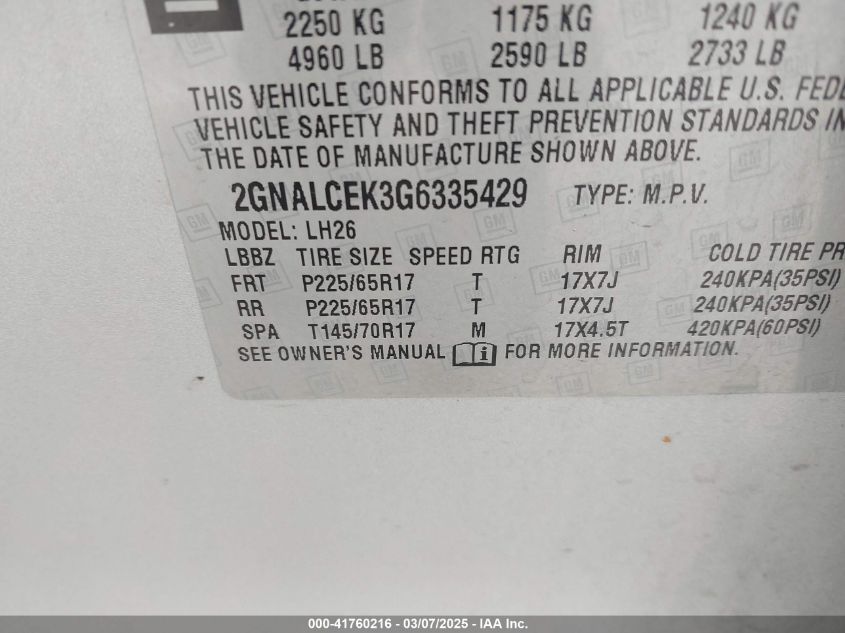 2250 KG 1175 KG 1240 KG
4960 LB 2590 LB 2733 LB
THIS VEHICLE CONFORMS TO ALL APPLICABLE U.S. FEDE
VEHICLE SAFETY AND THEFT PREVENTION STANDARDS IN
THE DATE OF MANUFACTURE SHOWN ABOVE.
2GNALCEK3G6335429 TYPE: M.P.V.
MODEL: LH26
LBBZ TIRE SIZE SPEED RTG RIM COLD TIRE PR
FRT P225/65R17 T 17X7J 240KPA(35PSI)
RR P225/65R17 T 17X7J 240KPA(35PSI)
SPA T145/70R17 M 17X4.5T 420KPA(60PSI)
SEE OWNER'S MANUAL i FOR MORE INFORMATION.
000-41760216 - 03/07/2025 - IAA Inc.